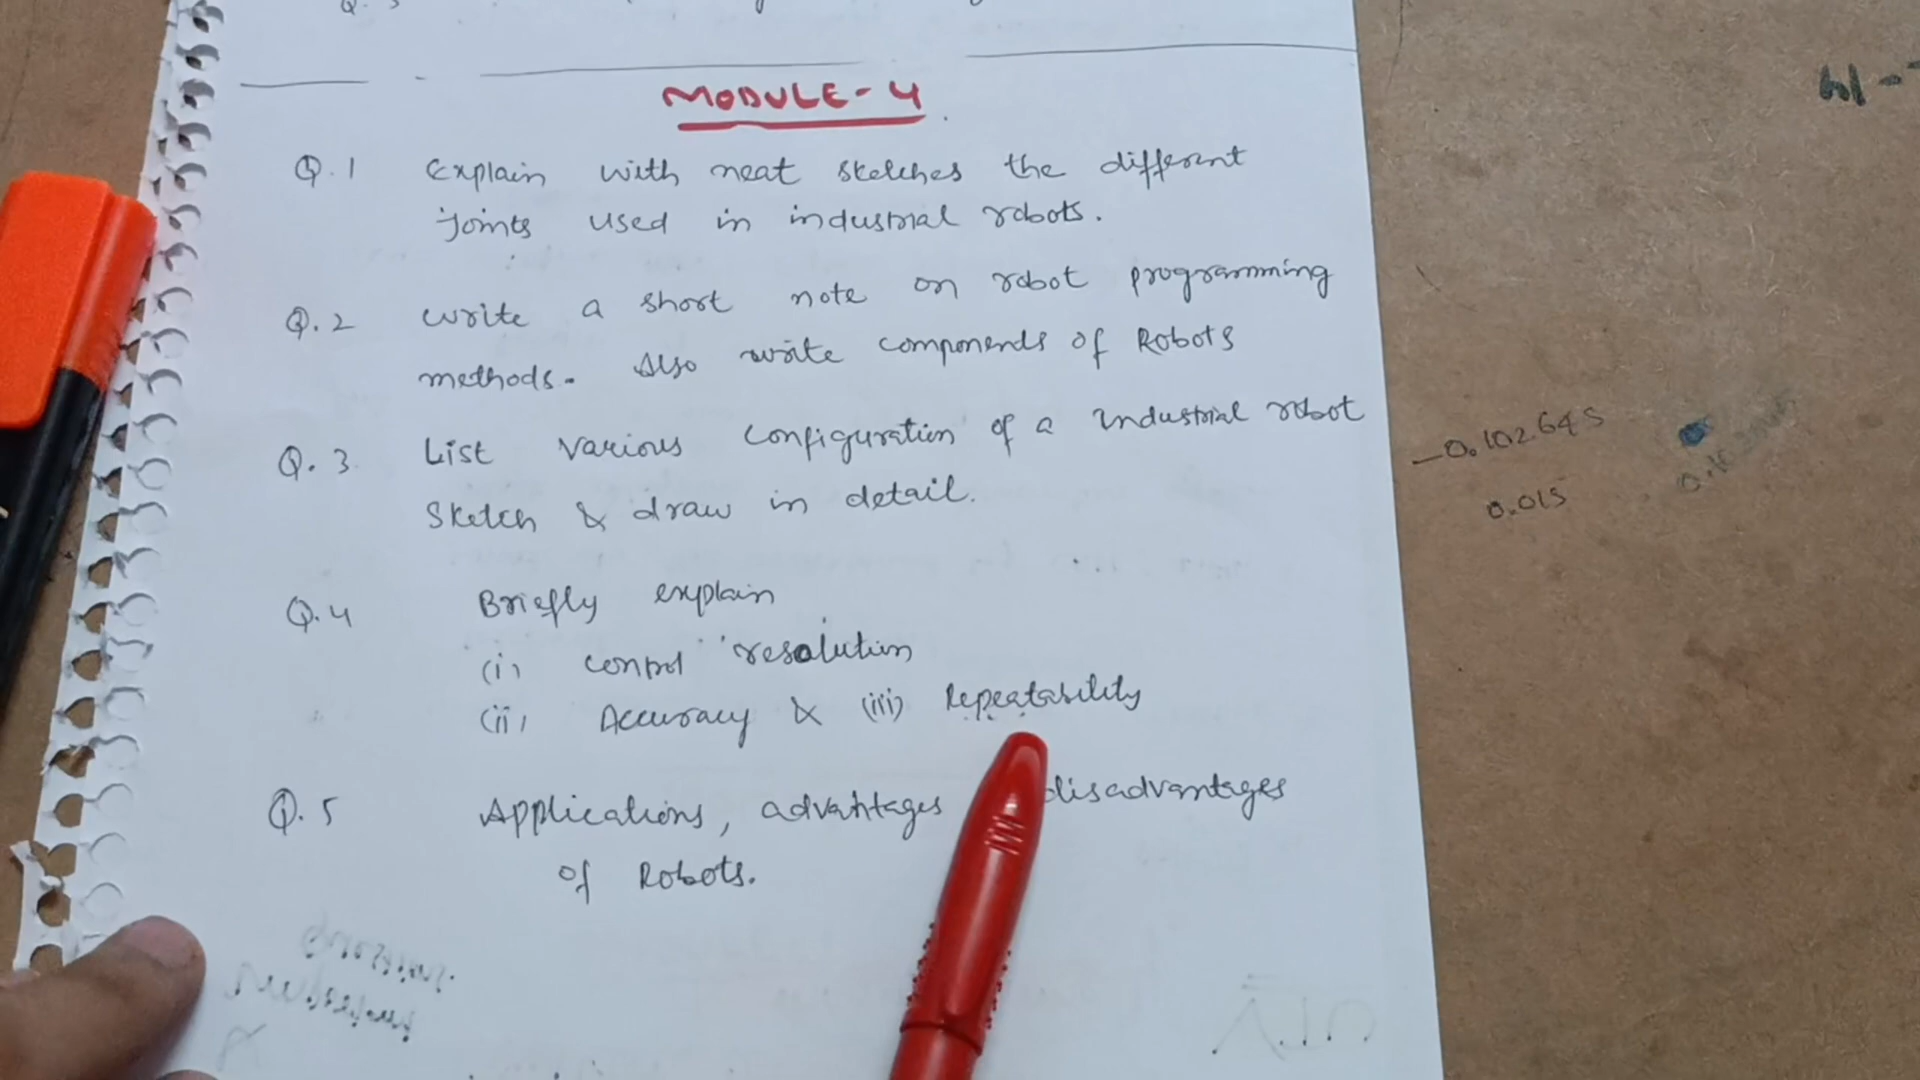 MODULE-4
Q.1 Explain with neat sketches the different
joints used in industrial robots.
Q.2 write a short note on robot programming
methods. Also write components of Robots
Q.3 List various configuration of a industrial robot
Sketch & draw in detail.
Q.4 Briefly explain
(i) control resolution
(ii) Accuracy & (iii) Repeatability
Q.5 Applications, advantages disadvantages
of Robots.
-0.102645
0.015